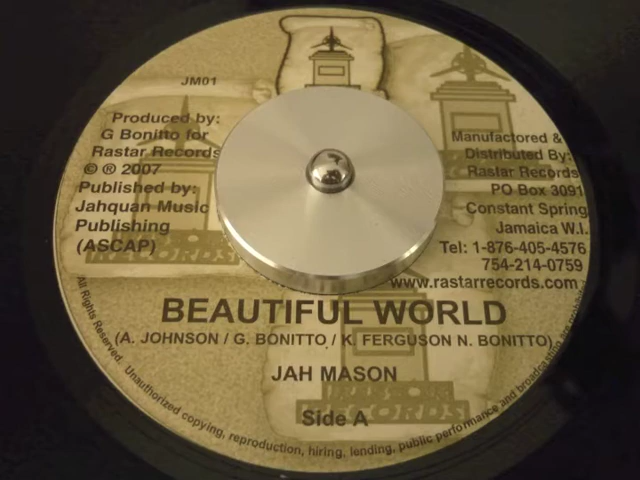 JM01
Produced by:
G Bonitto for
Rastar Records
© ® 2007
Published by:
Jahquan Music
Publishing
(ASCAP)
Manufactored &
Distributed By:
Rastar Records
PO Box 3091
Constant Spring
Jamaica W.I.
Tel: 1-876-405-4576
754-214-0759
www.rastarrecords.com
BEAUTIFUL WORLD
(A. JOHNSON / G. BONITTO / K. FERGUSON N. BONITTO)
JAH MASON
Side A
RECORDS
RECORDS
All Rights Reserved. Unauthorized copying, reproduction, hiring, lending, public performance and broadcasting are